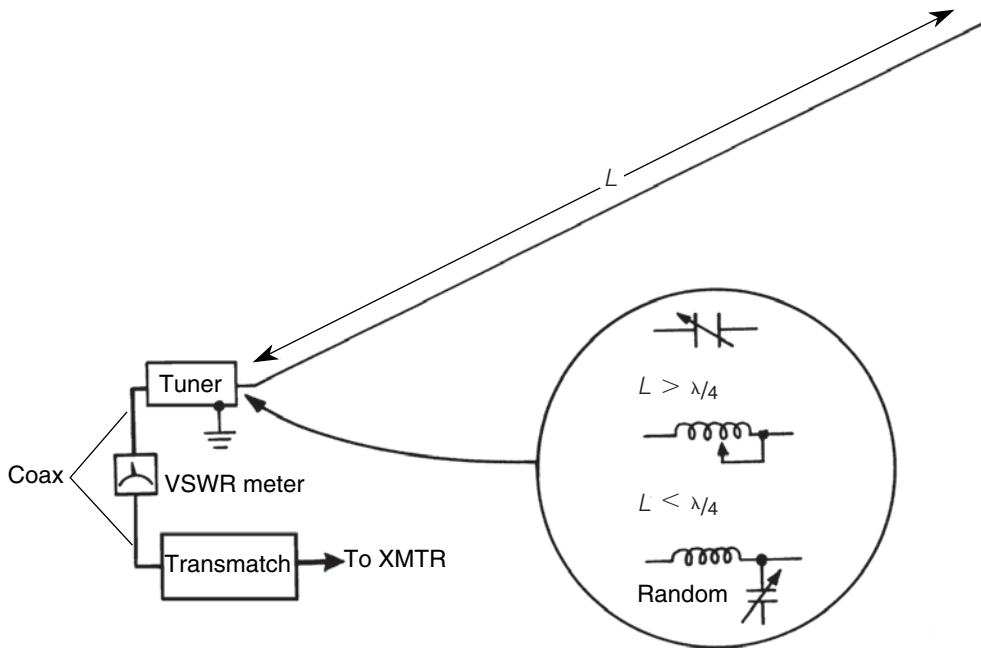 L
Tuner
L > λ/4
Coax
VSWR meter
L < λ/4
Transmatch
To XMTR
Random